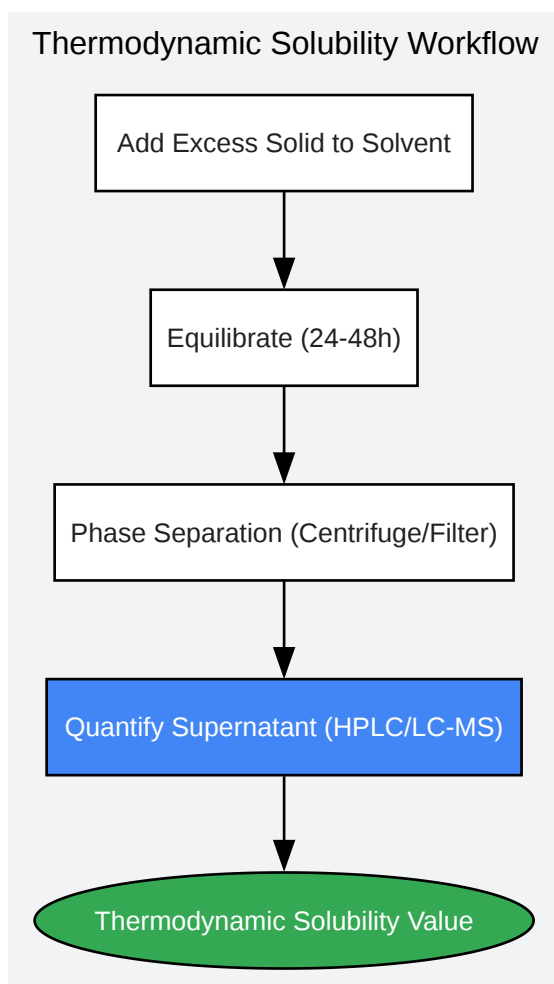 Thermodynamic Solubility Workflow
Add Excess Solid to Solvent
Equilibrate (24-48h)
Phase Separation (Centrifuge/Filter)
Quantify Supernatant (HPLC/LC-MS)
Thermodynamic Solubility Value